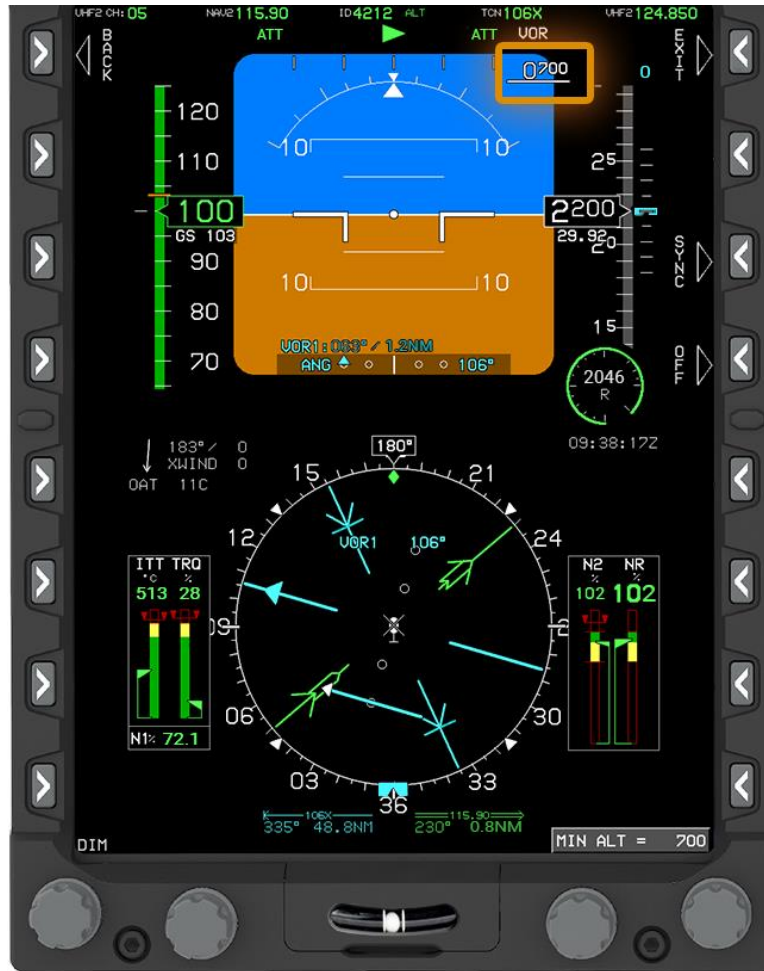 VHF2 CH: 05 NAV2 115.90 ID 4212 ALT TCN 106X VHF2 124.850
BACK
ATT ATT VOR
EXIT
0700
0
120
110
100
GS 103
90
80
70
10 10
10 10
25
2200
29.92
20
15
SYNC
OFF
VOR1: 083° / 1.2NM
ANG 106°
2046
R
09:38:17Z
183° / 0
XWIND 0
OAT 11C
180°
15 21
12 24
VOR1 106°
ITT TRQ
°C %
513 28
N1% 72.1
N2 NR
% %
102 102
09
06 30
03 33
36
106X 115.90
335° 48.8NM 230° 0.8NM
DIM
MIN ALT = 700